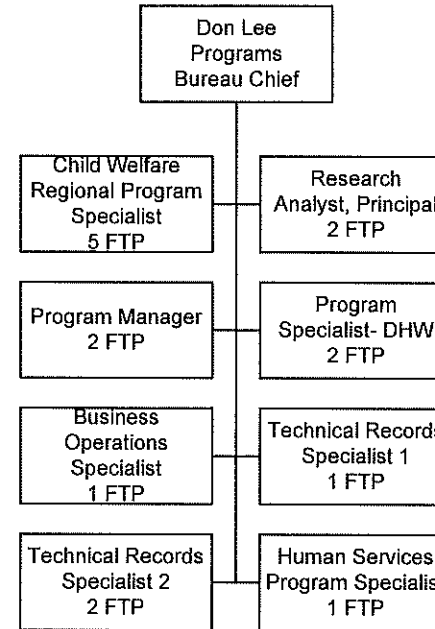 Don Lee
Programs
Bureau Chief
Child Welfare
Regional Program
Specialist
5 FTP
Research
Analyst, Principal
2 FTP
Program Manager
2 FTP
Program
Specialist- DHW
2 FTP
Business
Operations
Specialist
1 FTP
Technical Records
Specialist 1
1 FTP
Technical Records
Specialist 2
2 FTP
Human Services
Program Specialist
1 FTP